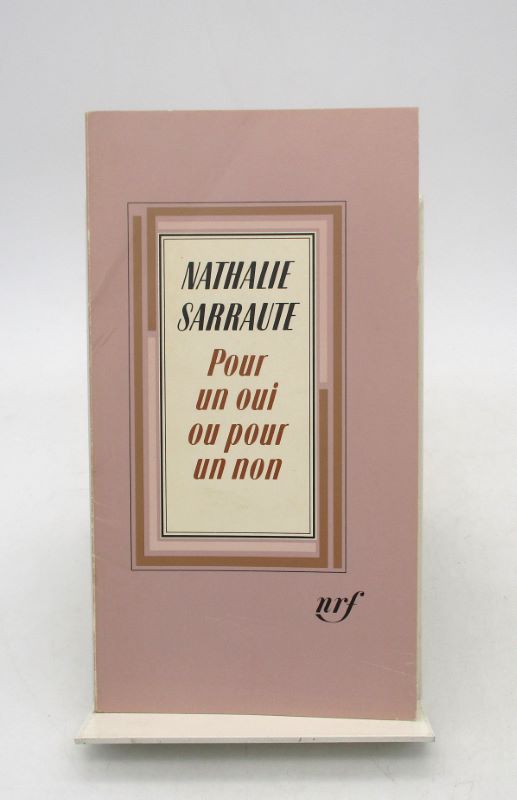 NATHALIE
SARRAUTE
Pour
un oui
ou pour
un non
nrf